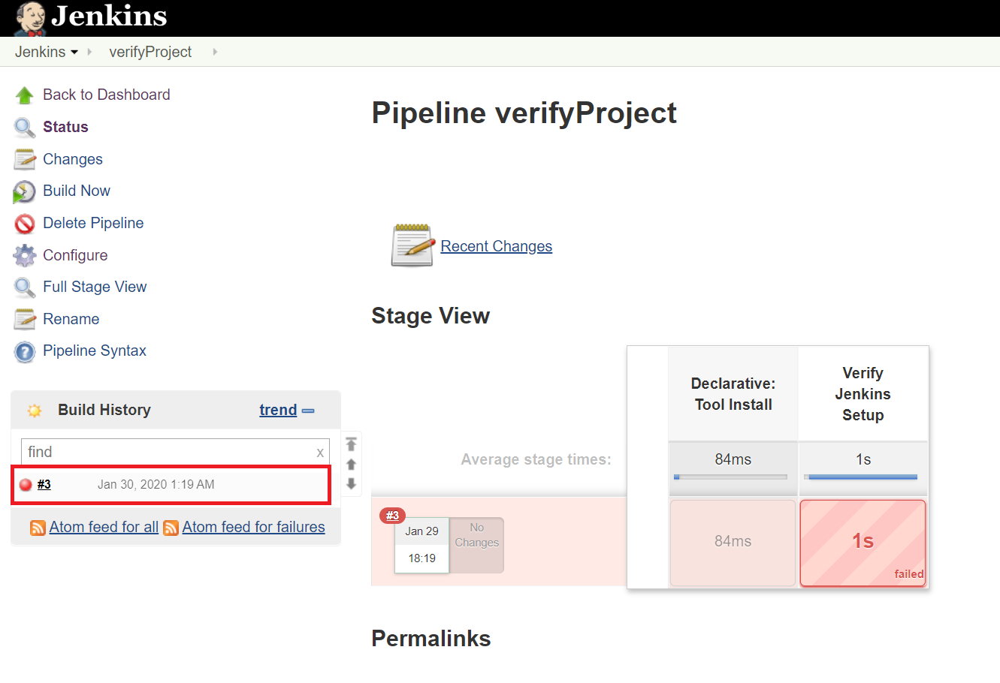 Jenkins
Jenkins
verifyProject
Back to Dashboard
Status
Changes
Build Now
Delete Pipeline
Configure
Full Stage View
Rename
Pipeline Syntax
Build History
trend
find
x
#3
Jan 30, 2020 1:19 AM
Atom feed for all
Atom feed for failures
Pipeline verifyProject
Recent Changes
Stage View
Declarative:
Tool Install
Verify
Jenkins
Setup
Average stage times:
84ms
1s
#3
Jan 29
18:19
No
Changes
84ms
1s
failed
Permalinks